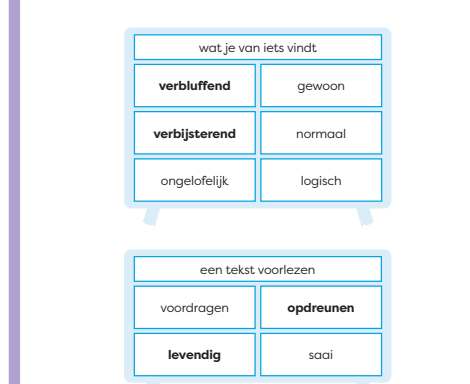 wat je van iets vindt
verbluffend gewoon
verbijsterend normaal
ongelofelijk logisch
een tekst voorlezen
voordragen opdreunen
levendig saai